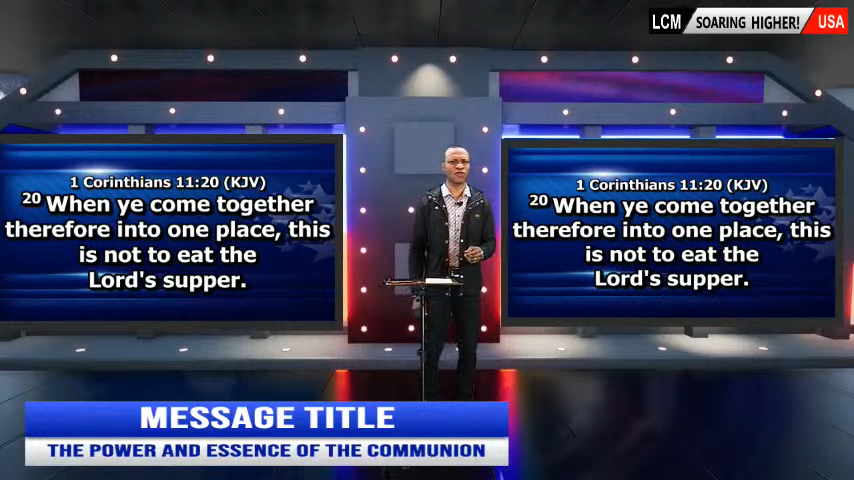 LCM SOARING HIGHER! USA
1 Corinthians 11:20 (KJV)
20 When ye come together
therefore into one place, this
is not to eat the
Lord's supper.
1 Corinthians 11:20 (KJV)
20 When ye come together
therefore into one place, this
is not to eat the
Lord's supper.
MESSAGE TITLE
THE POWER AND ESSENCE OF THE COMMUNION